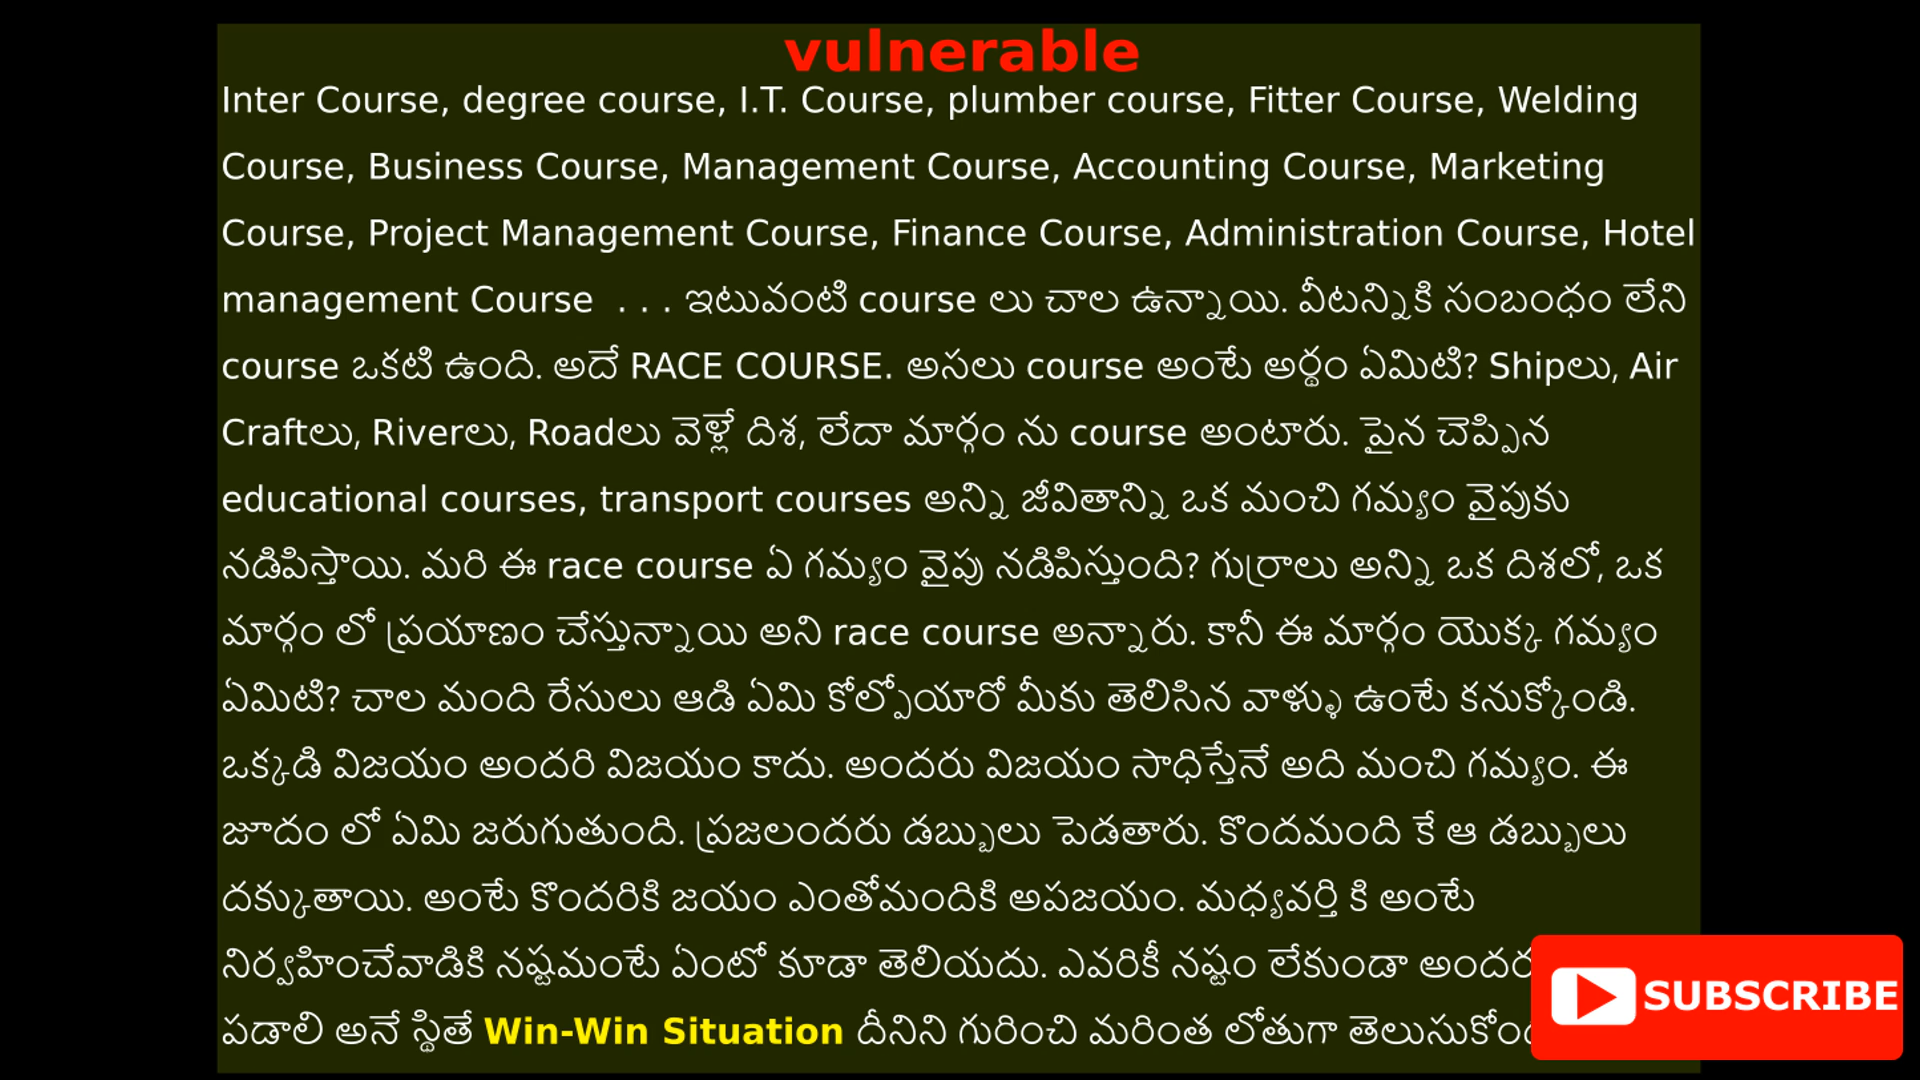 vulnerable
Inter Course, degree course, I.T. Course, plumber course, Fitter Course, Welding
Course, Business Course, Management Course, Accounting Course, Marketing
Course, Project Management Course, Finance Course, Administration Course, Hotel
management Course  . . . ఇటువంటి course లు చాల ఉన్నాయి. వీటన్నికి సంబంధం లేని
course ఒకటి ఉంది. అదే RACE COURSE. అసలు course అంటే అర్థం ఏమిటి? Shipలు, Air
Craftలు, Riverలు, Roadలు వెళ్లే దిశ, లేదా మార్గం ను course అంటారు. పైన చెప్పిన
educational courses, transport courses అన్ని జీవితాన్ని ఒక మంచి గమ్యం వైపుకు
నడిపిస్తాయి. మరి ఈ race course ఏ గమ్యం వైపు నడిపిస్తుంది? గుర్రాలు అన్ని ఒక దిశలో, ఒక
మార్గం లో ప్రయాణం చేస్తున్నాయి అని race course అన్నారు. కానీ ఈ మార్గం యొక్క గమ్యం
ఏమిటి? చాల మంది రేసులు ఆడి ఏమి కోల్పోయారో మీకు తెలిసిన వాళ్ళు ఉంటే కనుక్కోండి.
ఒక్కడి విజయం అందరి విజయం కాదు. అందరు విజయం సాధిస్తేనే అది మంచి గమ్యం. ఈ
జూదం లో ఏమి జరుగుతుంది. ప్రజలందరు డబ్బులు పెడతారు. కొందమంది కే ఆ డబ్బులు
దక్కుతాయి. అంటే కొందరికి జయం ఎంతోమందికి అపజయం. మధ్యవర్తి కి అంటే
నిర్వహించేవాడికి నష్టమంటే ఏంటో కూడా తెలియదు. ఎవరికీ నష్టం లేకుండా
పడాలి అనే స్థితే Win-Win Situation దీనిని గురించి మరింత లోతుగా
SUBSCRIBE